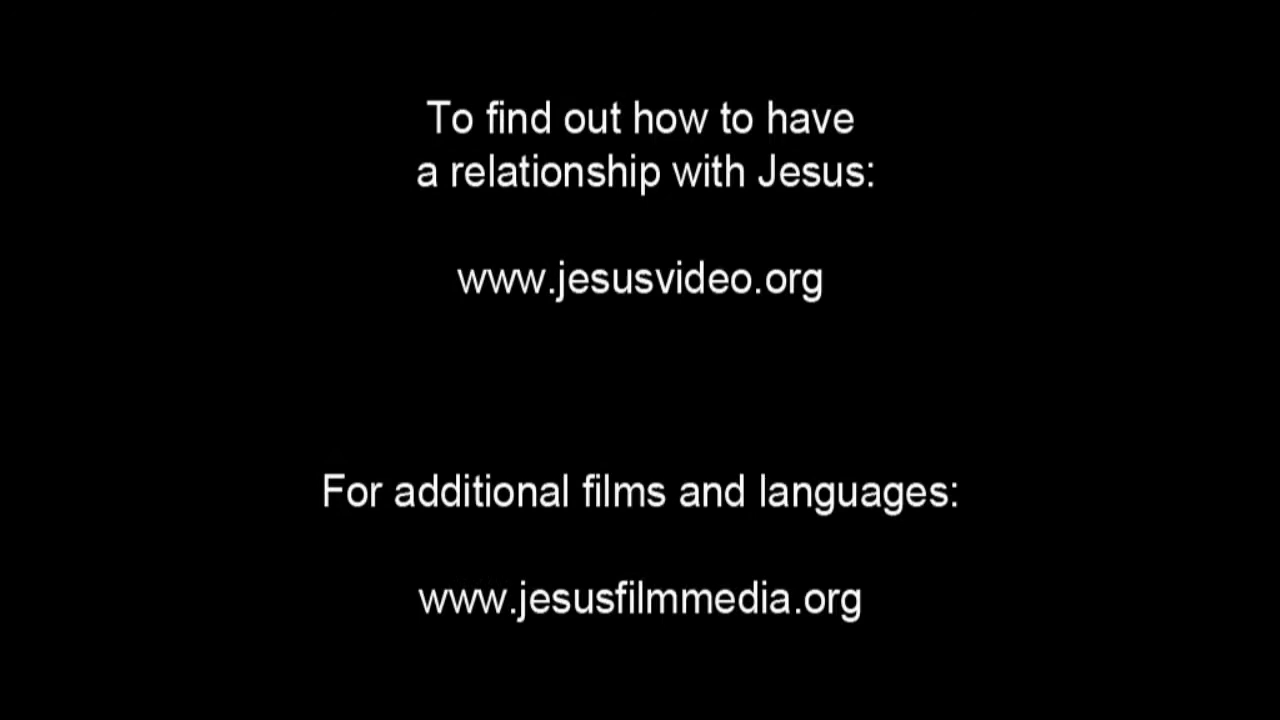 To find out how to have
a relationship with Jesus:
www.jesusvideo.org
For additional films and languages:
www.jesusfilmmedia.org